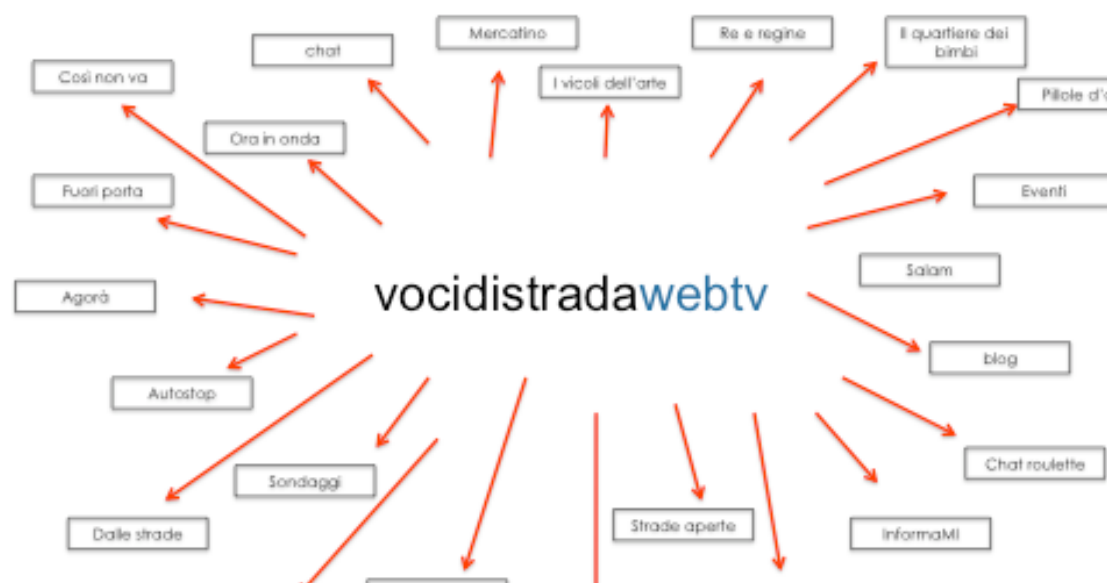 Mercatino
Re e regine
Il quartiere dei
bimbi
chat
Così non va
I vicoli dell'arte
Pillole d'
Ora in onda
Fuori porta
Eventi
Salam
vocidistradawebtv
Agorà
blog
Autostop
Chat roulette
Sondaggi
Strade aperte
Dalle strade
InformaMI